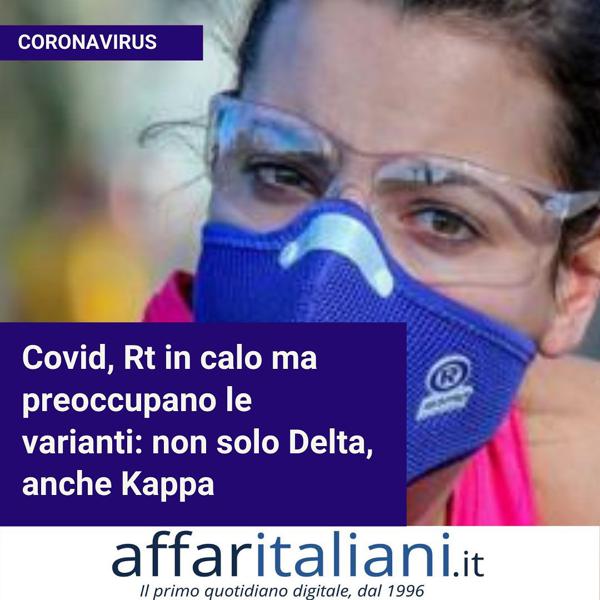 CORONAVIRUS
Covid, Rt in calo ma
preoccupano le
varianti: non solo Delta,
anche Kappa
R
affaritaliani.it
Il primo quotidiano digitale, dal 1996